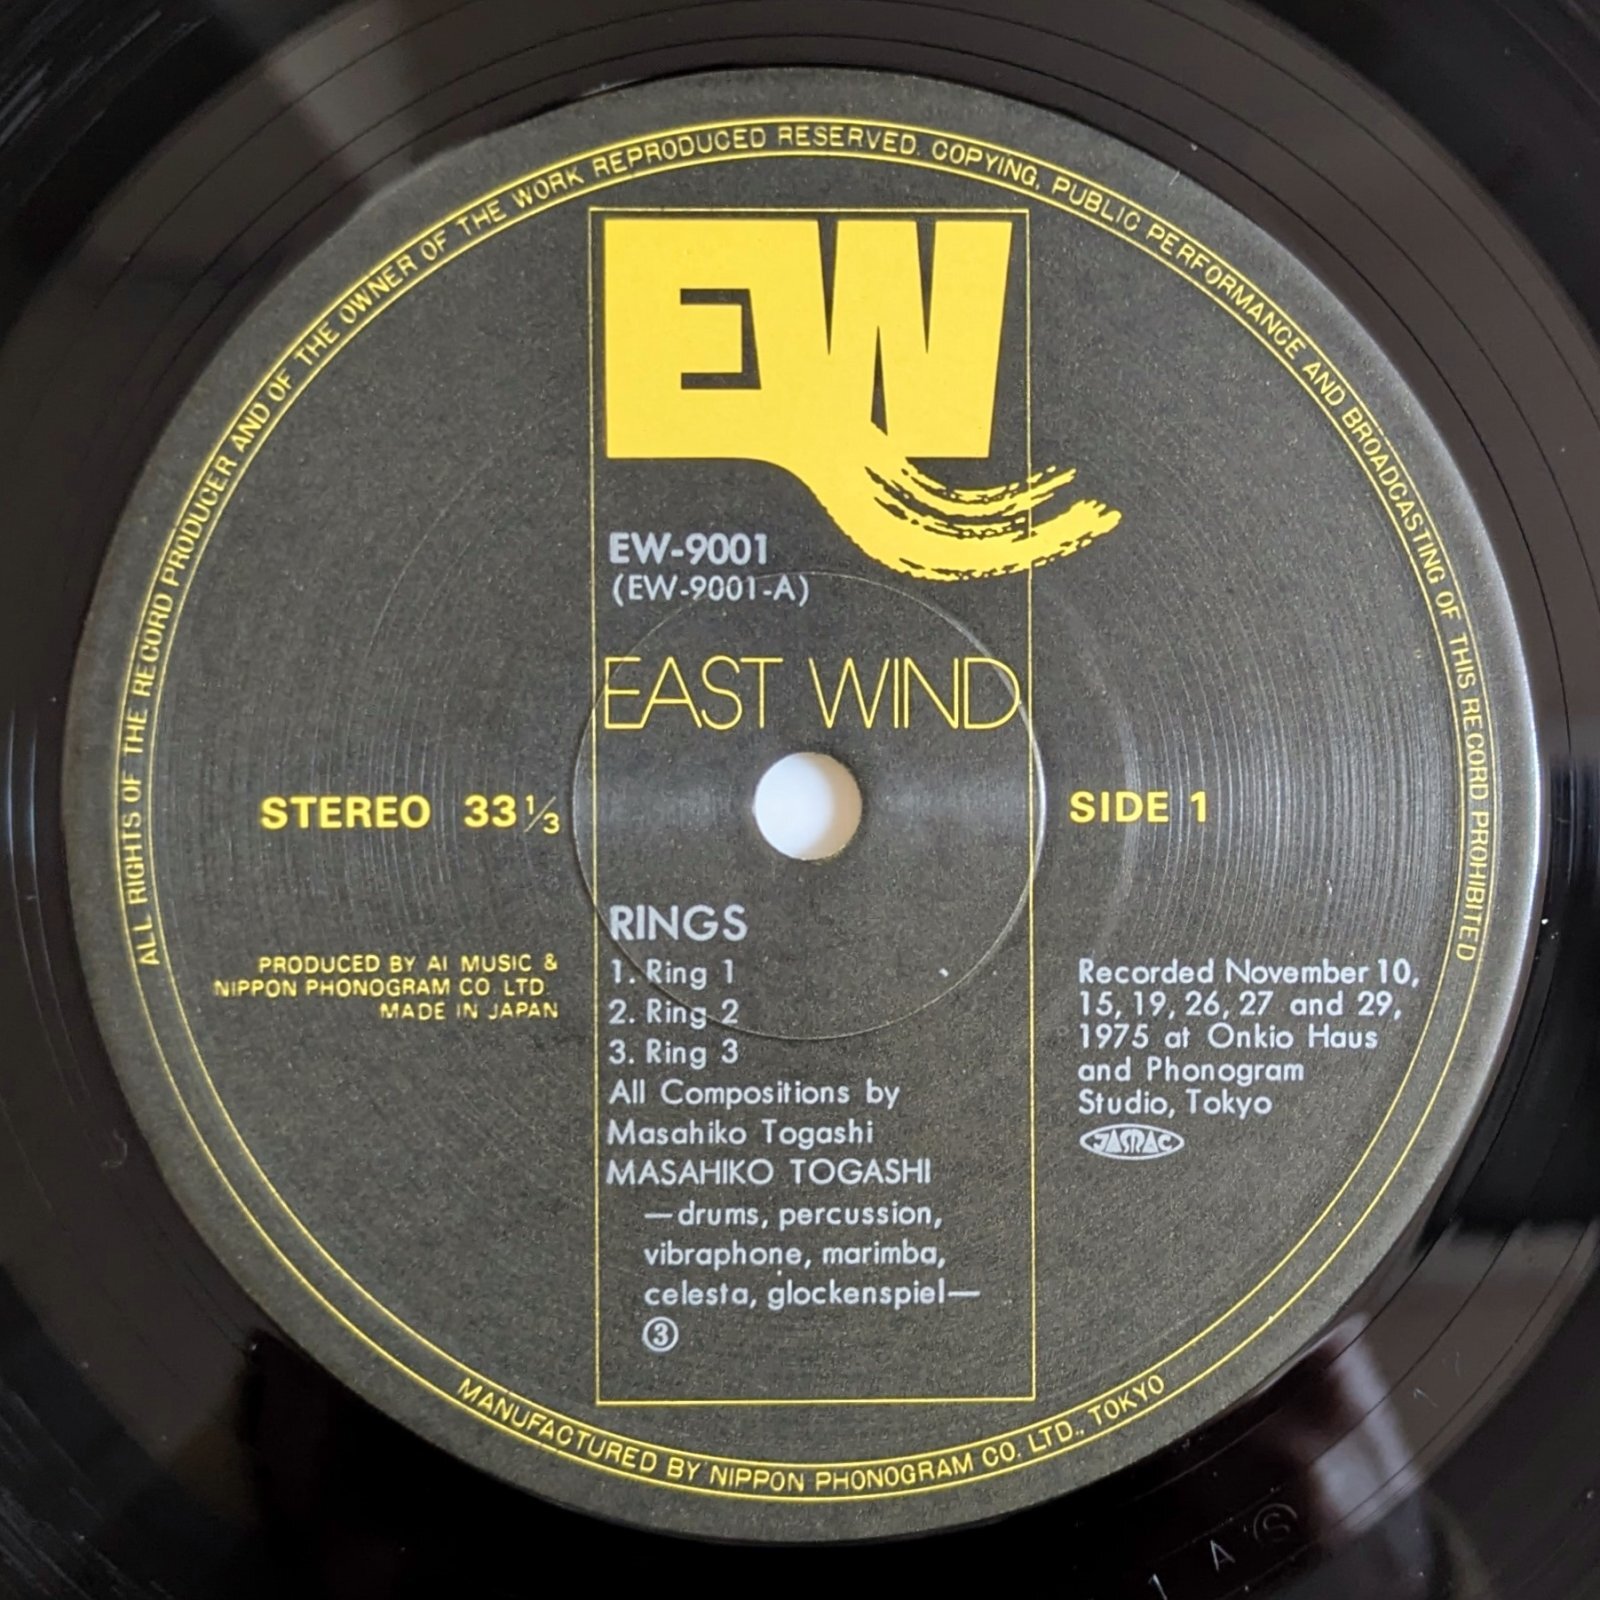 ALL RIGHTS OF THE RECORD PRODUCER AND OF THE OWNER OF THE WORK REPRODUCED RESERVED. COPYING, PUBLIC PERFORMANCE AND BROADCASTING OF THIS RECORD PROHIBITED
EW
EW-9001
(EW-9001-A)
EAST WIND
STEREO 33 1/3
SIDE 1
PRODUCED BY AI MUSIC &
NIPPON PHONOGRAM CO. LTD.
MADE IN JAPAN
RINGS
1. Ring 1
2. Ring 2
3. Ring 3
All Compositions by
Masahiko Togashi
MASAHIKO TOGASHI
—drums, percussion,
vibraphone, marimba,
celesta, glockenspiel—
③
Recorded November 10,
15, 19, 26, 27 and 29,
1975 at Onkio Haus
and Phonogram
Studio, Tokyo
JASRAC
MANUFACTURED BY NIPPON PHONOGRAM CO. LTD., TOKYO
1 A Ⓢ